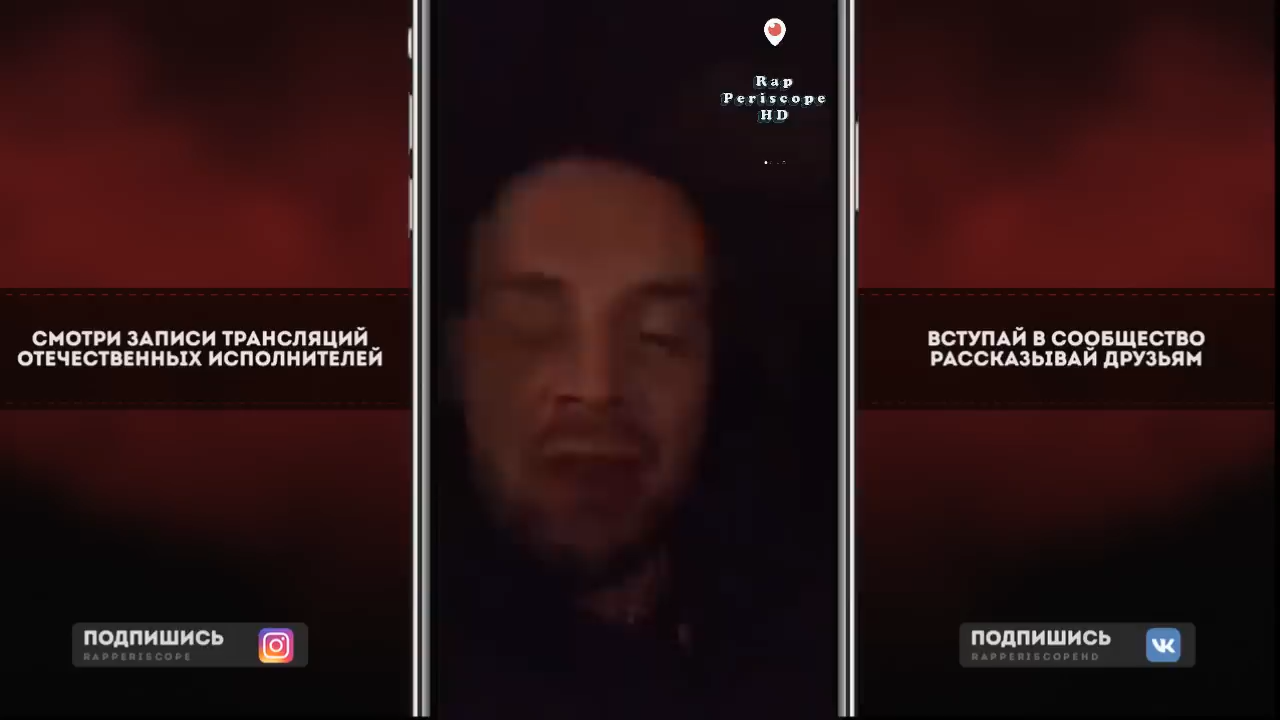 Rap
Periscope
HD
СМОТРИ ЗАПИСИ ТРАНСЛЯЦИЙ
ОТЕЧЕСТВЕННЫХ ИСПОЛНИТЕЛЕЙ
ВСТУПАЙ В СООБЩЕСТВО
РАССКАЗЫВАЙ ДРУЗЬЯМ
ПОДПИШИСЬ
RAPPERISCOPE
ПОДПИШИСЬ
RAPPERISCOPEHD